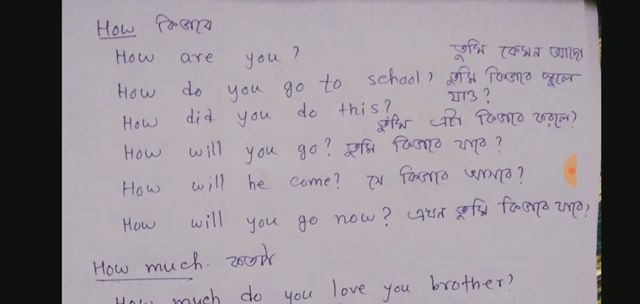 How কিভাবে
How are you? তুমি কেমন আছো
How do you go to school? তুমি কিভাবে স্কুলে যাও?
How did you do this? তুমি এটা কিভাবে করলে?
How will you go? তুমি কিভাবে যাবে?
How will he come? সে কিভাবে আসবে?
How will you go now? এখন তুমি কিভাবে যাবে?
How much. কতটা
How much do you love you brother?